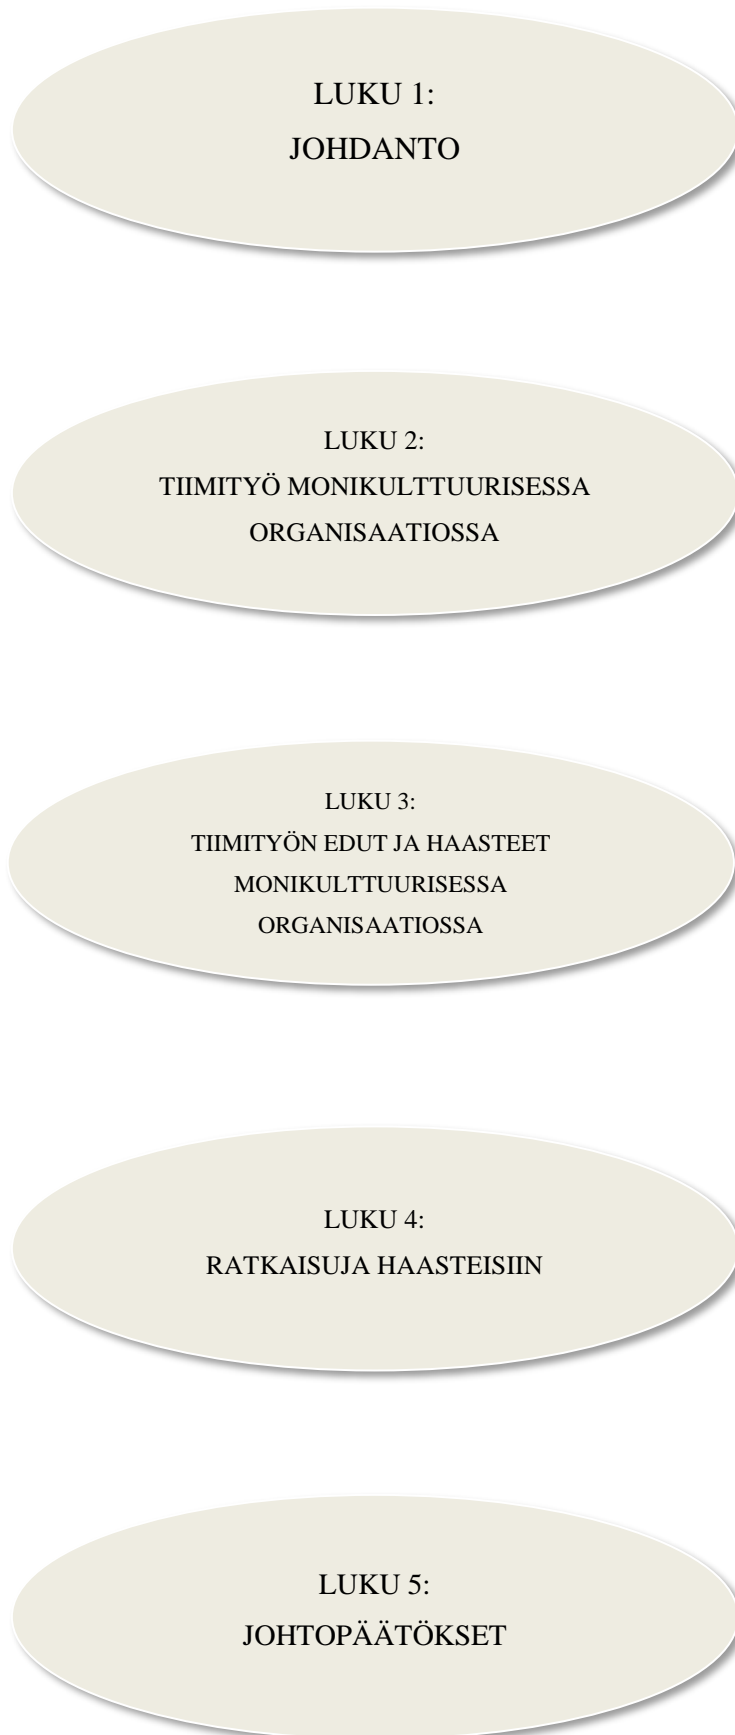 LUKU 1:
JOHDANTO
LUKU 2:
TIIMITYÖ MONIKULTTUURISESSA
ORGANISAATIOSSA
LUKU 3:
TIIMITYÖN EDUT JA HAASTEET
MONIKULTTUURISESSA
ORGANISAATIOSSA
LUKU 4:
RATKAISUJA HAASTEISIIN
LUKU 5:
JOHTOPÄÄTÖKSET